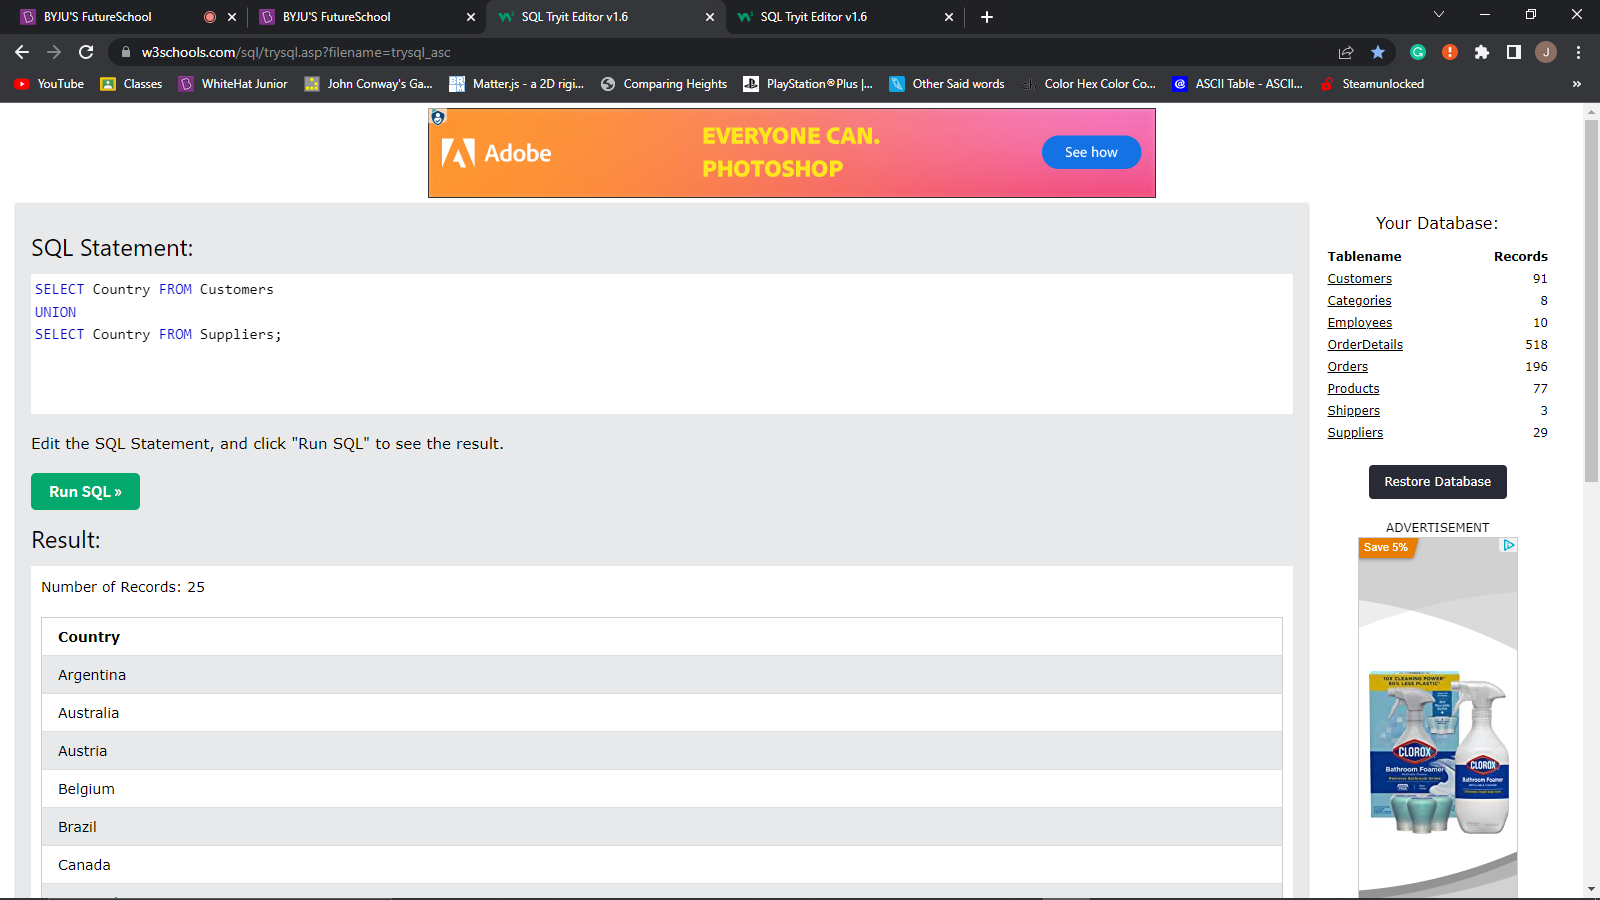 BYJU'S FutureSchool
BYJU'S FutureSchool
SQL Tryit Editor v1.6
SQL Tryit Editor v1.6
w3schools.com/sql/trysql.asp?filename=trysql_asc
J
YouTube
Classes
WhiteHat Junior
John Conway's Ga...
Matter.js - a 2D rigi...
Comparing Heights
PlayStation®Plus |...
Other Said words
Color Hex Color Co...
ASCII Table - ASCII...
Steamunlocked
»
Adobe
EVERYONE CAN.
PHOTOSHOP
See how
SQL Statement:
SELECT Country FROM Customers
UNION
SELECT Country FROM Suppliers;
Edit the SQL Statement, and click "Run SQL" to see the result.
Run SQL »
Result:
Number of Records: 25
Country
Argentina
Australia
Austria
Belgium
Brazil
Canada
Your Database:
Tablename Records
Customers 91
Categories 8
Employees 10
OrderDetails 518
Orders 196
Products 77
Shippers 3
Suppliers 29
Restore Database
ADVERTISEMENT
Save 5%
10X CLEANING POWER*
80% LESS PLASTIC*
CLOROX
Bathroom Foamer
CLOROX
Bathroom Foamer